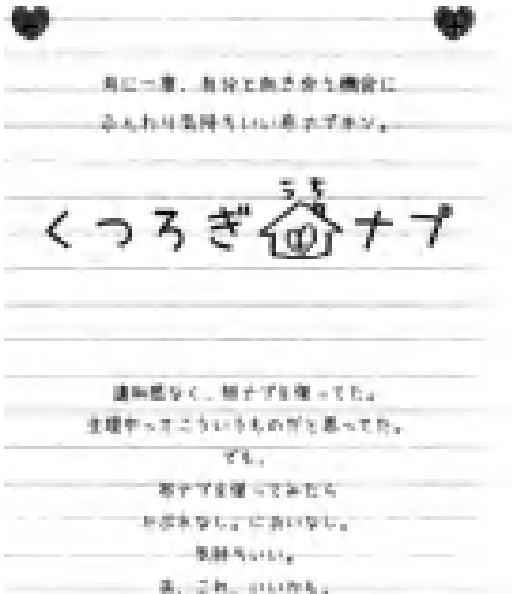 月に一度、自分と向き合う機会に
ふんわり気持ちいい布ナプキン。
うち
くつろぎ ナプ
違和感なく、紙ナプを使ってた。
生理やってこういうものだと思ってた。
でも、
布ナプを使ってみたら
かぶれなし。においなし。
気持ちいい。
あ、これ、いいかも。